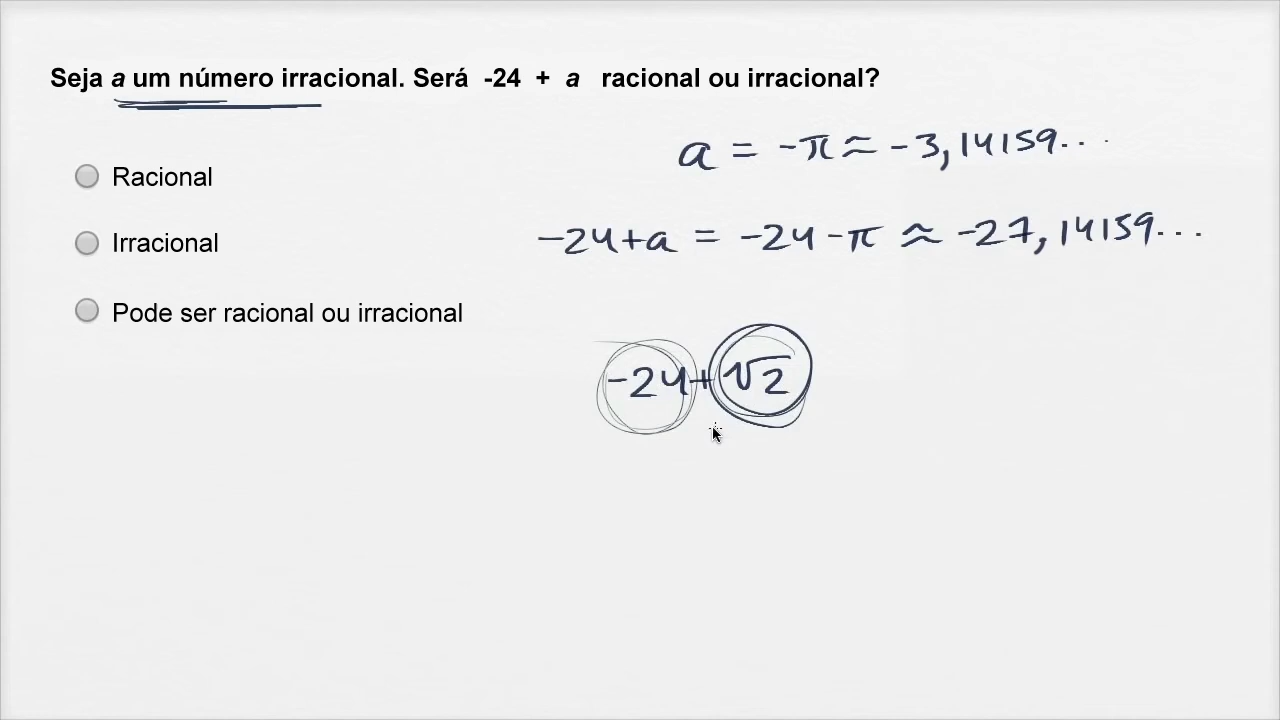 Seja a um número irracional. Será -24 + a racional ou irracional?
Racional
Irracional
Pode ser racional ou irracional
a = -π ≈ -3,14159...
-24+a = -24-π ≈ -27,14159...
-24+√2